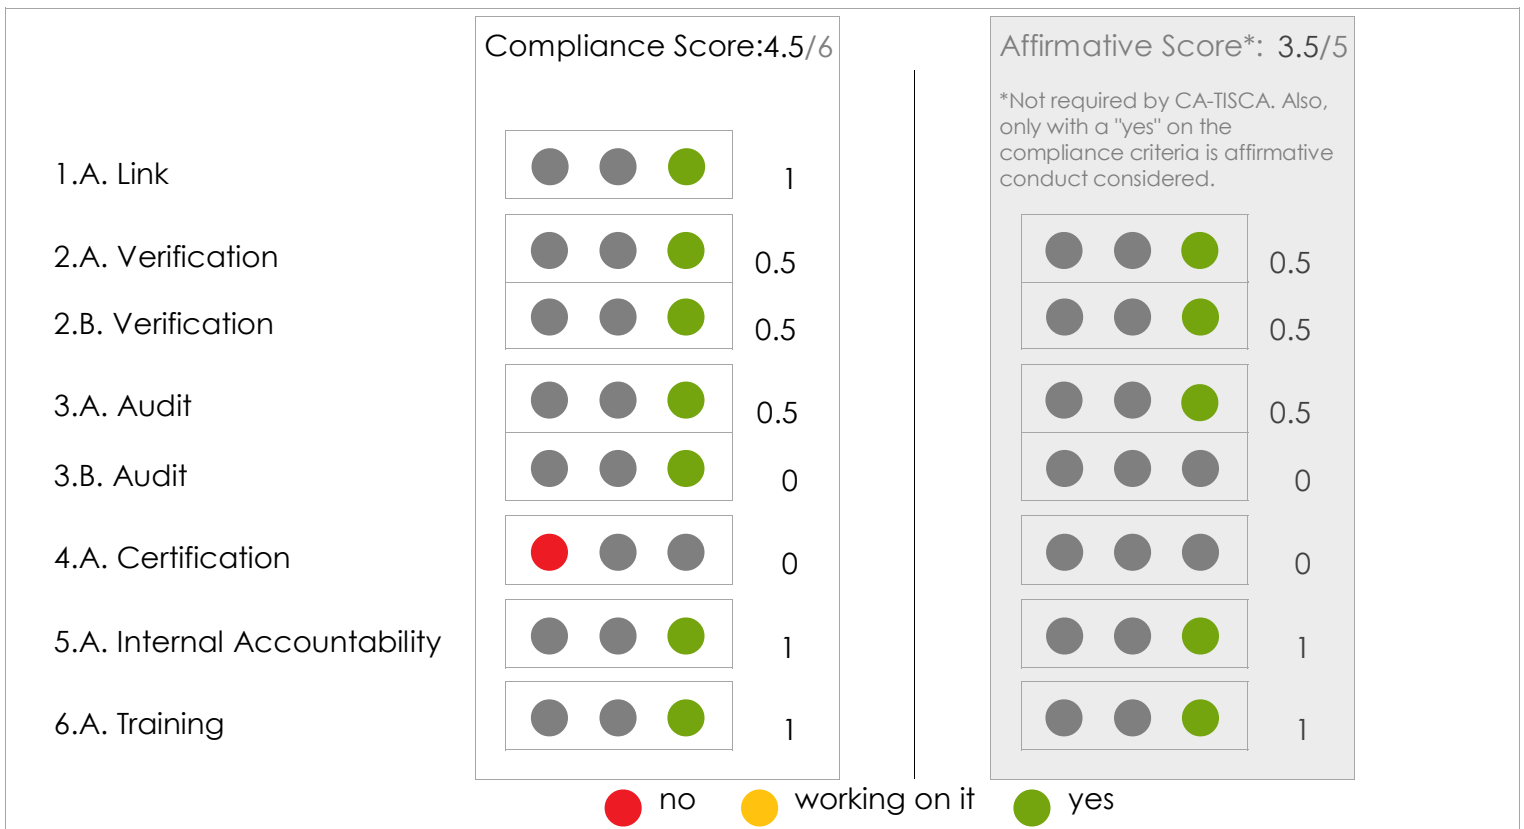 Compliance Score:4.5/6
Affirmative Score*: 3.5/5
*Not required by CA-TISCA. Also,
only with a "yes" on the
compliance criteria is affirmative
conduct considered.
1.A. Link 1
2.A. Verification 0.5 0.5
2.B. Verification 0.5 0.5
3.A. Audit 0.5 0.5
3.B. Audit 0 0
4.A. Certification 0 0
5.A. Internal Accountability 1 1
6.A. Training 1 1
no working on it yes